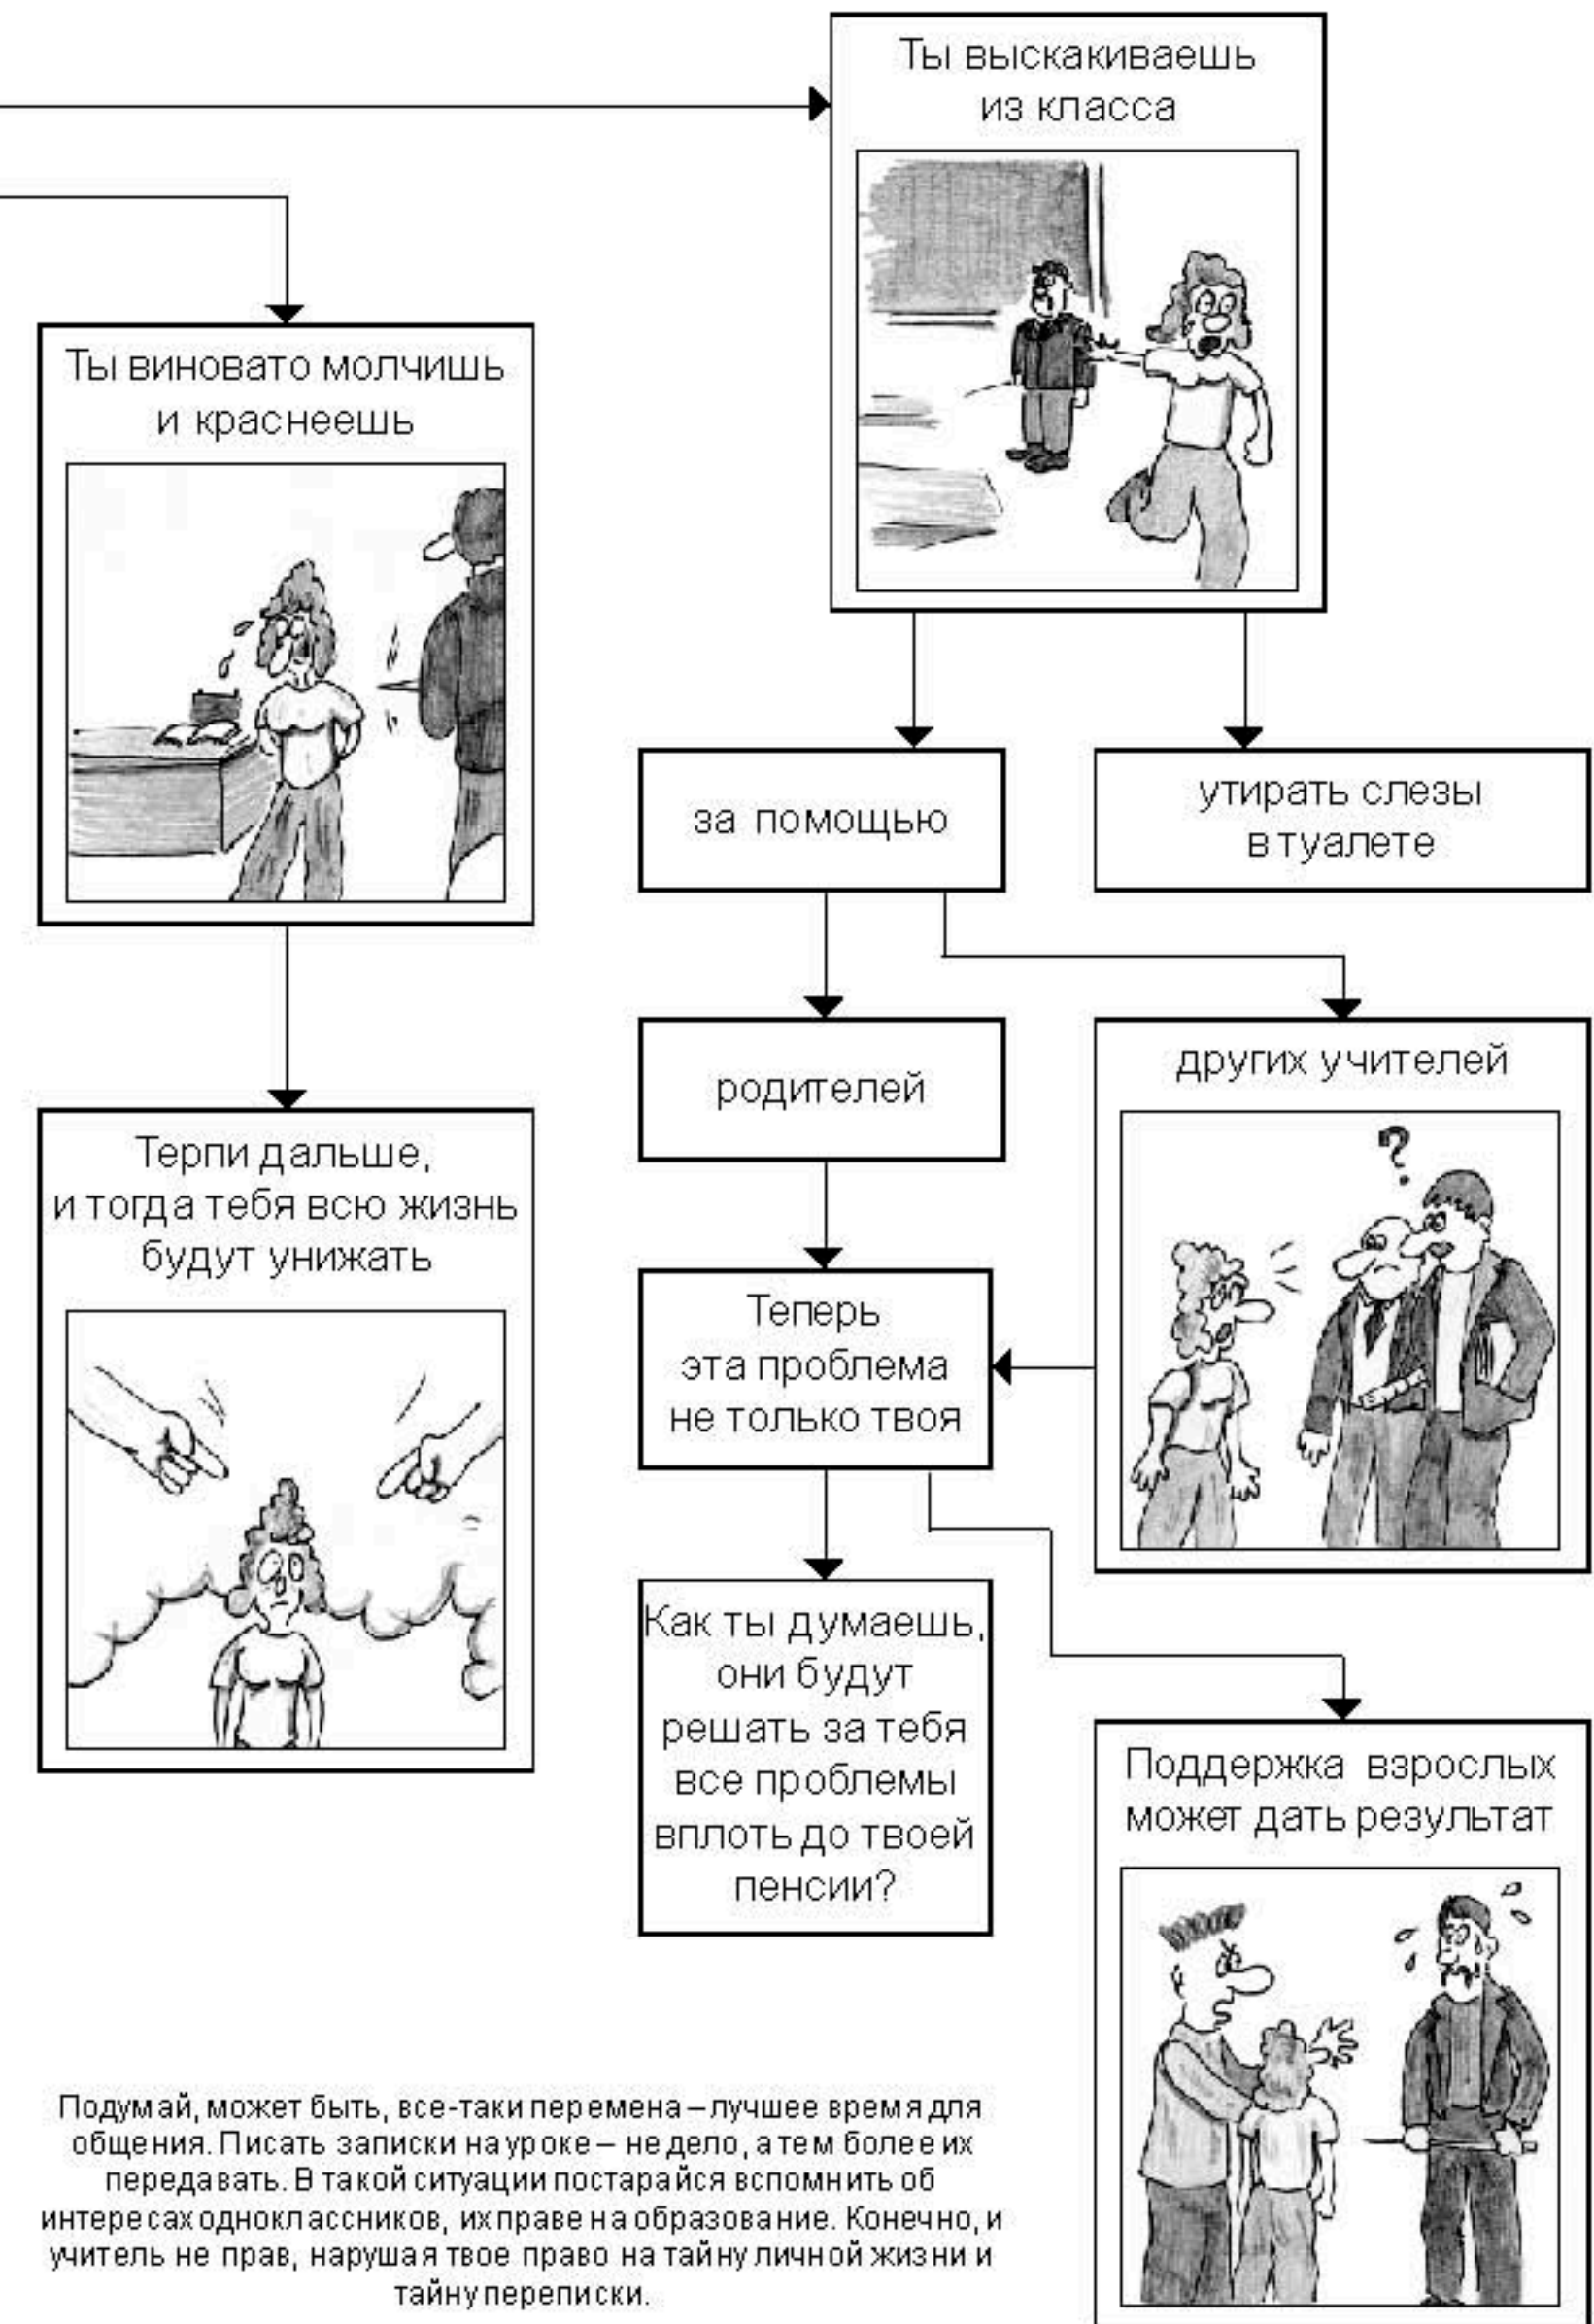 Ты выскакиваешь
из класса
Ты виновато молчишь
и краснеешь
за помощью
утирать слезы
в туалете
родителей
других учителей
?
Терпи дальше,
и тогда тебя всю жизнь
будут унижать
Теперь
эта проблема
не только твоя
Как ты думаешь,
они будут
решать за тебя
все проблемы
вплоть до твоей
пенсии?
Поддержка взрослых
может дать результат
Подумай, может быть, все-таки перемена – лучшее время для
общения. Писать записки на уроке – не дело, а тем более их
передавать. В такой ситуации постарайся вспомнить об
интересах одноклассников, их праве на образование. Конечно, и
учитель не прав, нарушая твое право на тайну личной жизни и
тайну переписки.